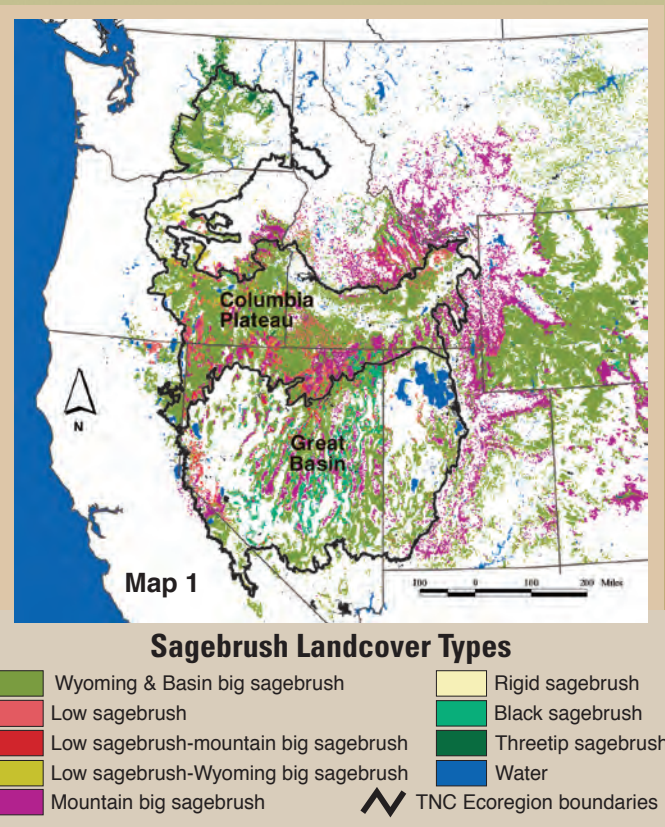 Columbia
Plateau
Great
Basin
N
Map 1
100 0 100 200 Miles
Sagebrush Landcover Types
Wyoming & Basin big sagebrush
Low sagebrush
Low sagebrush-mountain big sagebrush
Low sagebrush-Wyoming big sagebrush
Mountain big sagebrush
Rigid sagebrush
Black sagebrush
Threetip sagebrush
Water
TNC Ecoregion boundaries